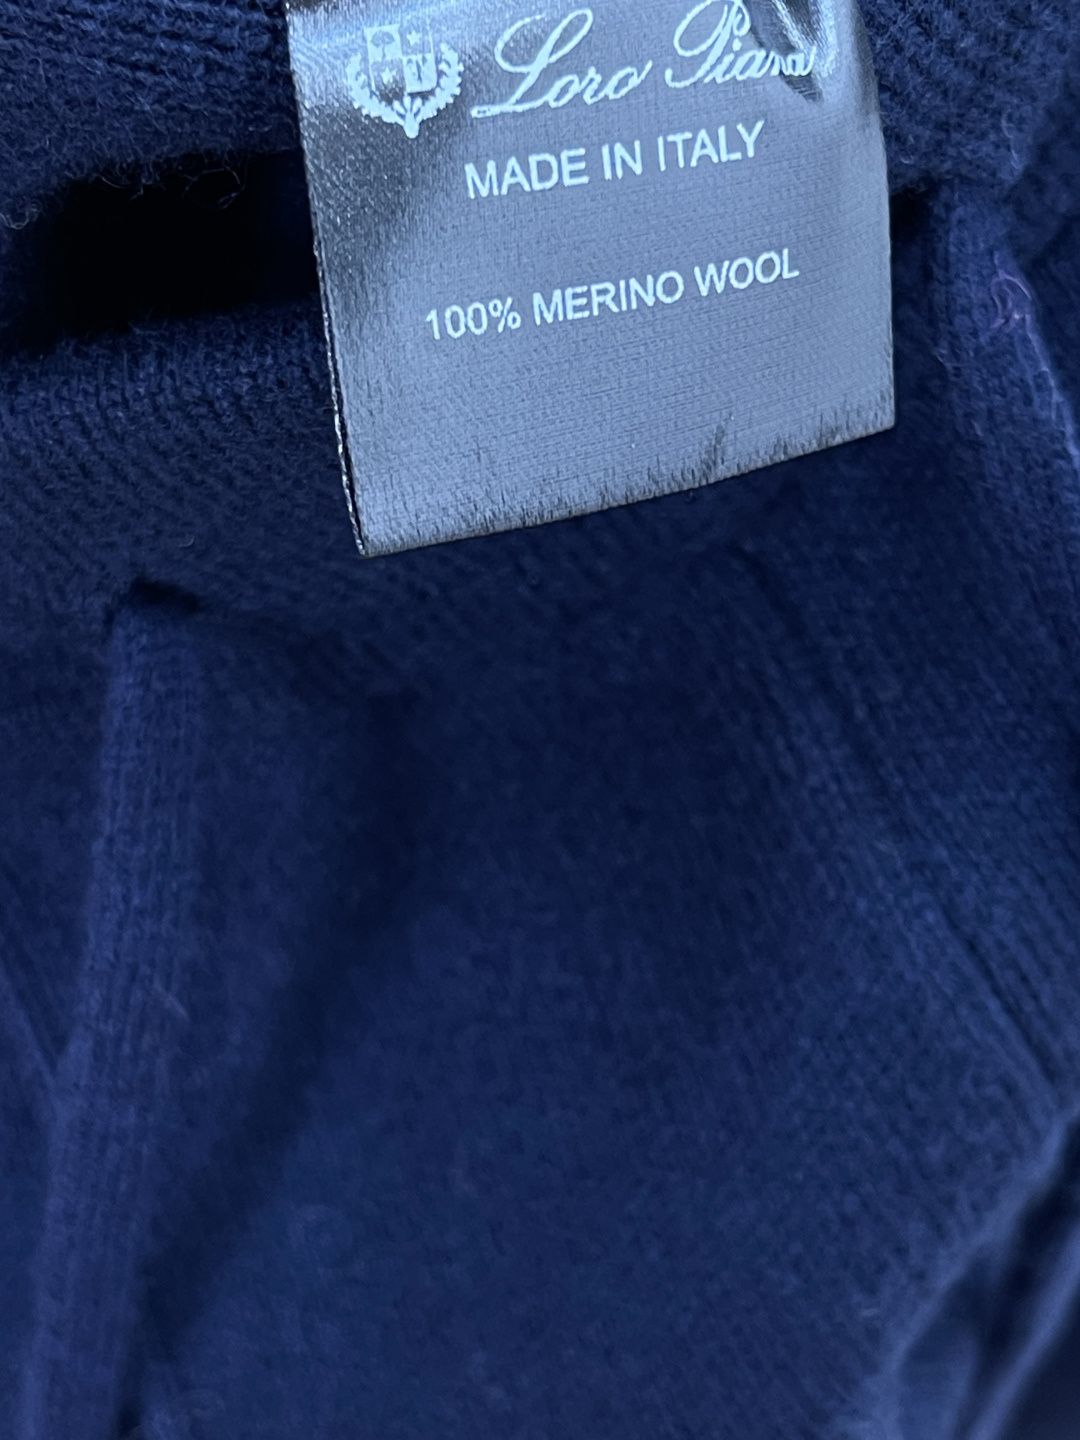 Loro Piana
MADE IN ITALY
100% MERINO WOOL